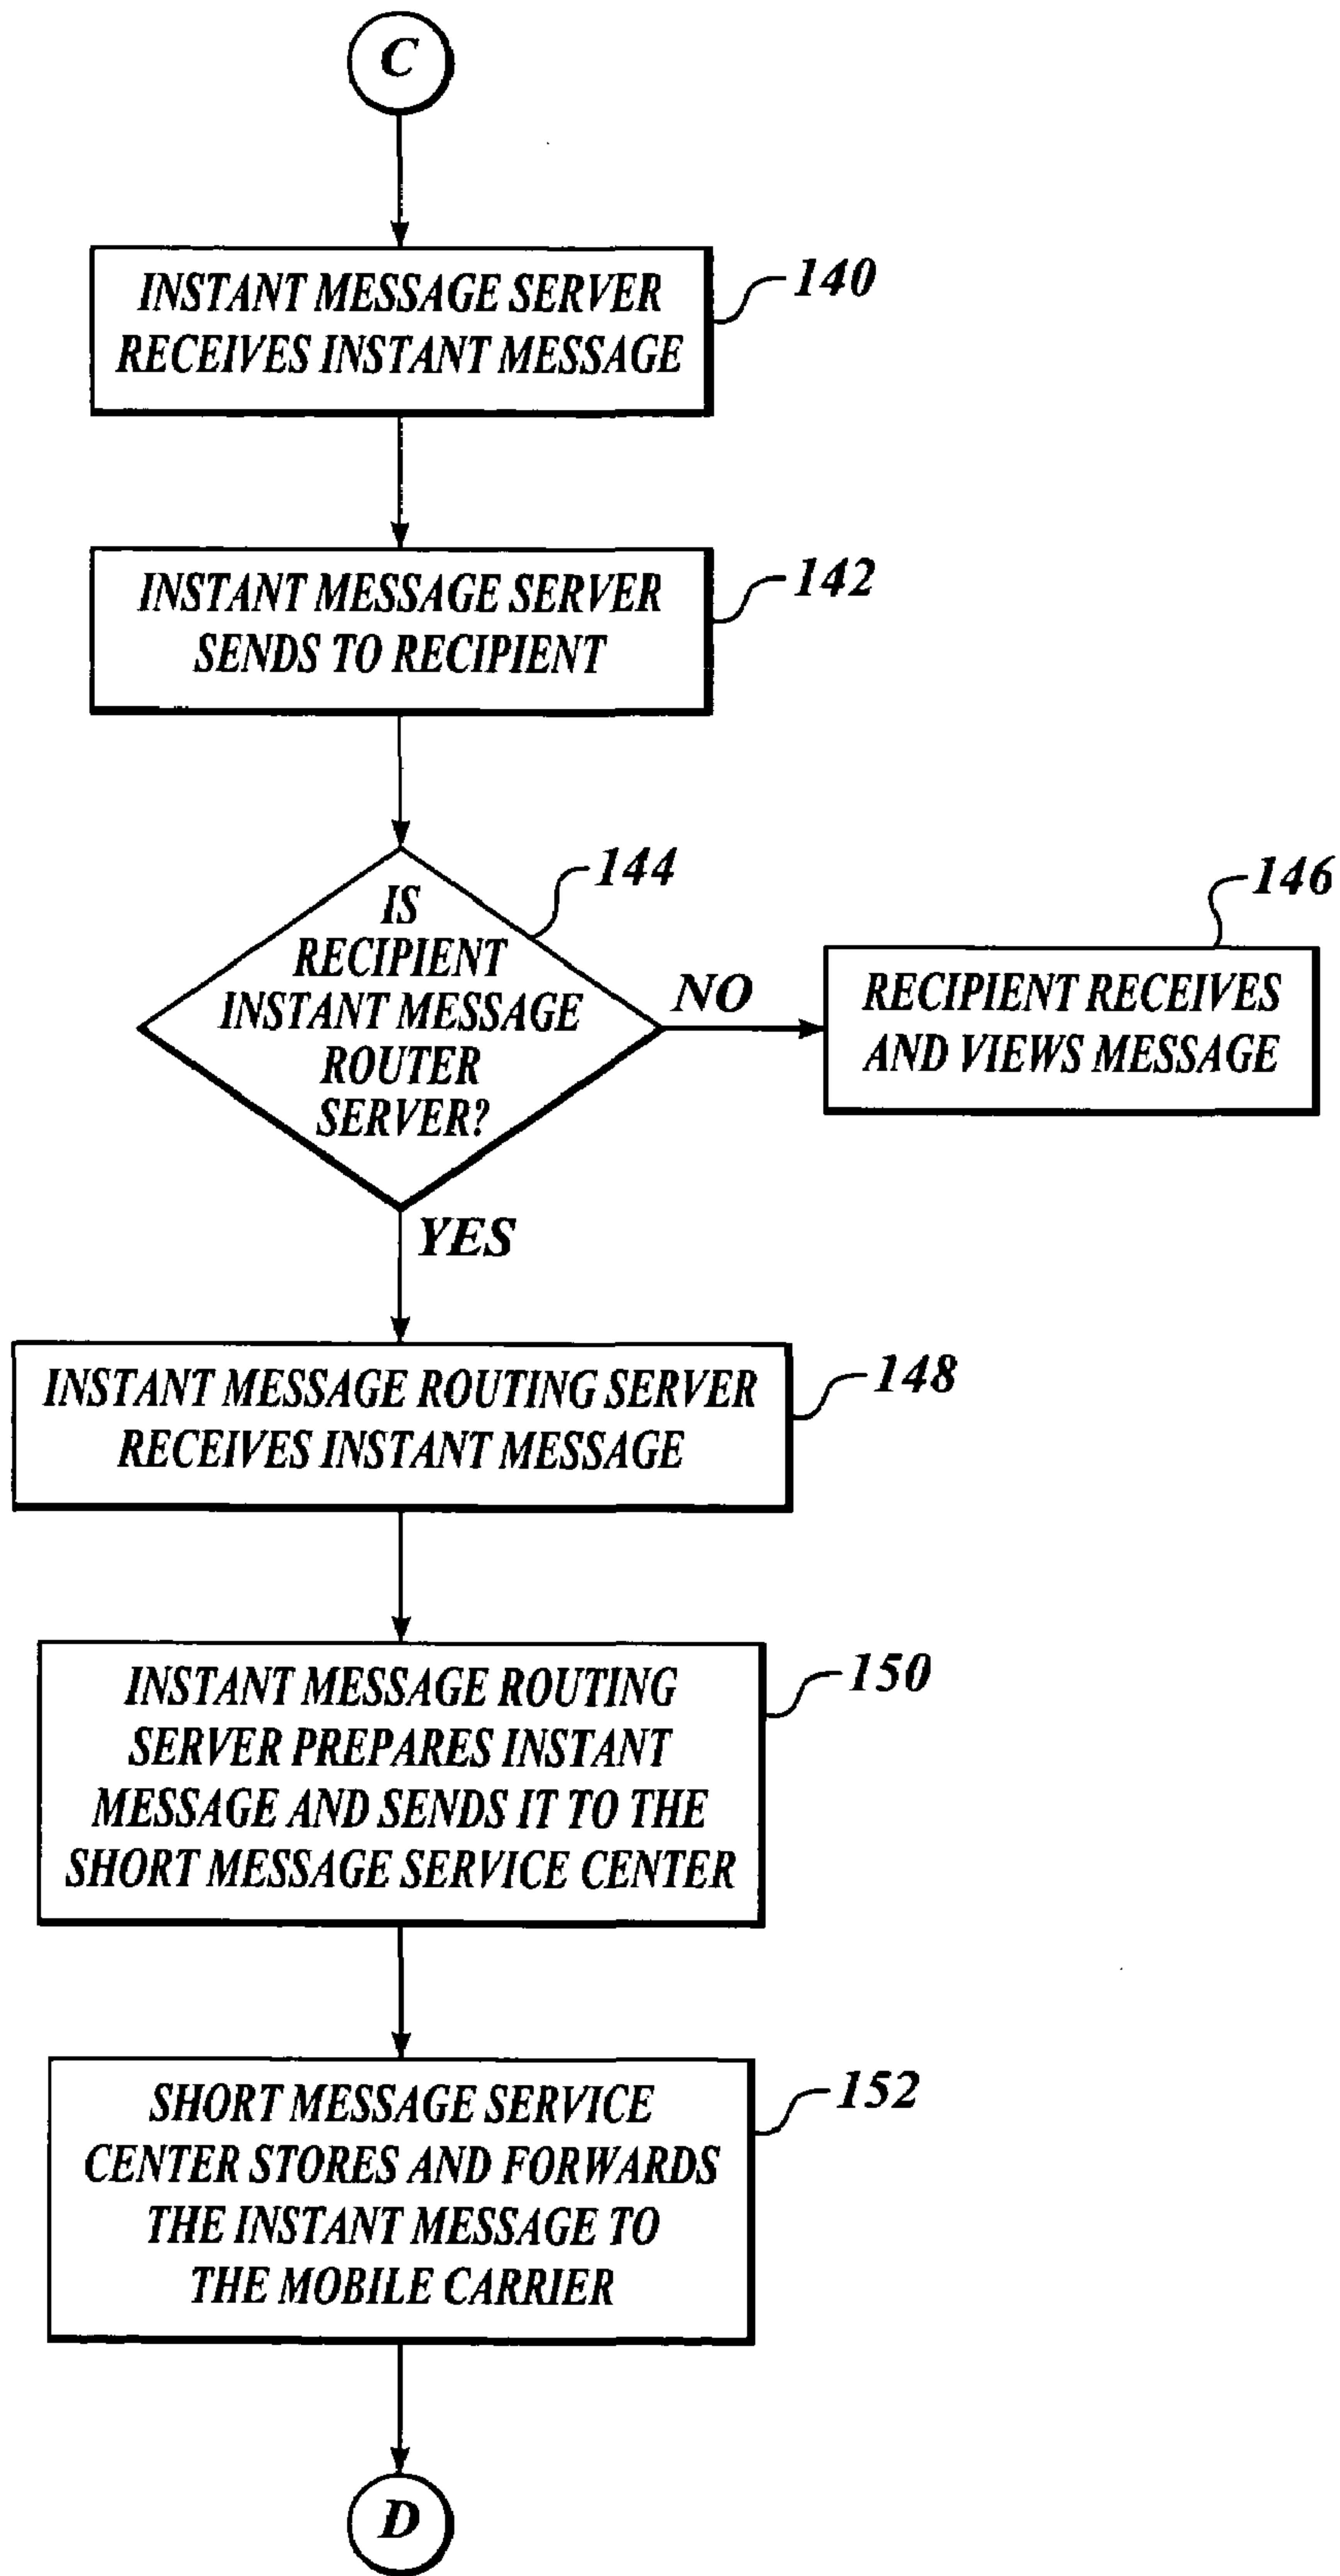 C
INSTANT MESSAGE SERVER
RECEIVES INSTANT MESSAGE
140
INSTANT MESSAGE SERVER
SENDS TO RECIPIENT
142
IS
RECIPIENT
INSTANT MESSAGE
ROUTER
SERVER?
144
NO
RECIPIENT RECEIVES
AND VIEWS MESSAGE
146
YES
INSTANT MESSAGE ROUTING SERVER
RECEIVES INSTANT MESSAGE
148
INSTANT MESSAGE ROUTING
SERVER PREPARES INSTANT
MESSAGE AND SENDS IT TO THE
SHORT MESSAGE SERVICE CENTER
150
SHORT MESSAGE SERVICE
CENTER STORES AND FORWARDS
THE INSTANT MESSAGE TO
THE MOBILE CARRIER
152
D